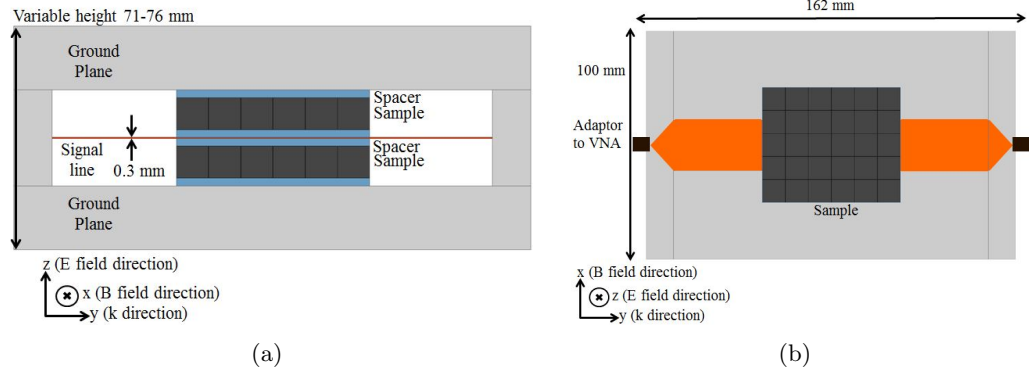 Variable height 71-76 mm
Ground
Plane
Spacer
Sample
Signal
line
0.3 mm
Spacer
Sample
Ground
Plane
z (E field direction)
x (B field direction)
y (k direction)
(a)
162 mm
100 mm
Adaptor
to VNA
Sample
x (B field direction)
z (E field direction)
y (k direction)
(b)